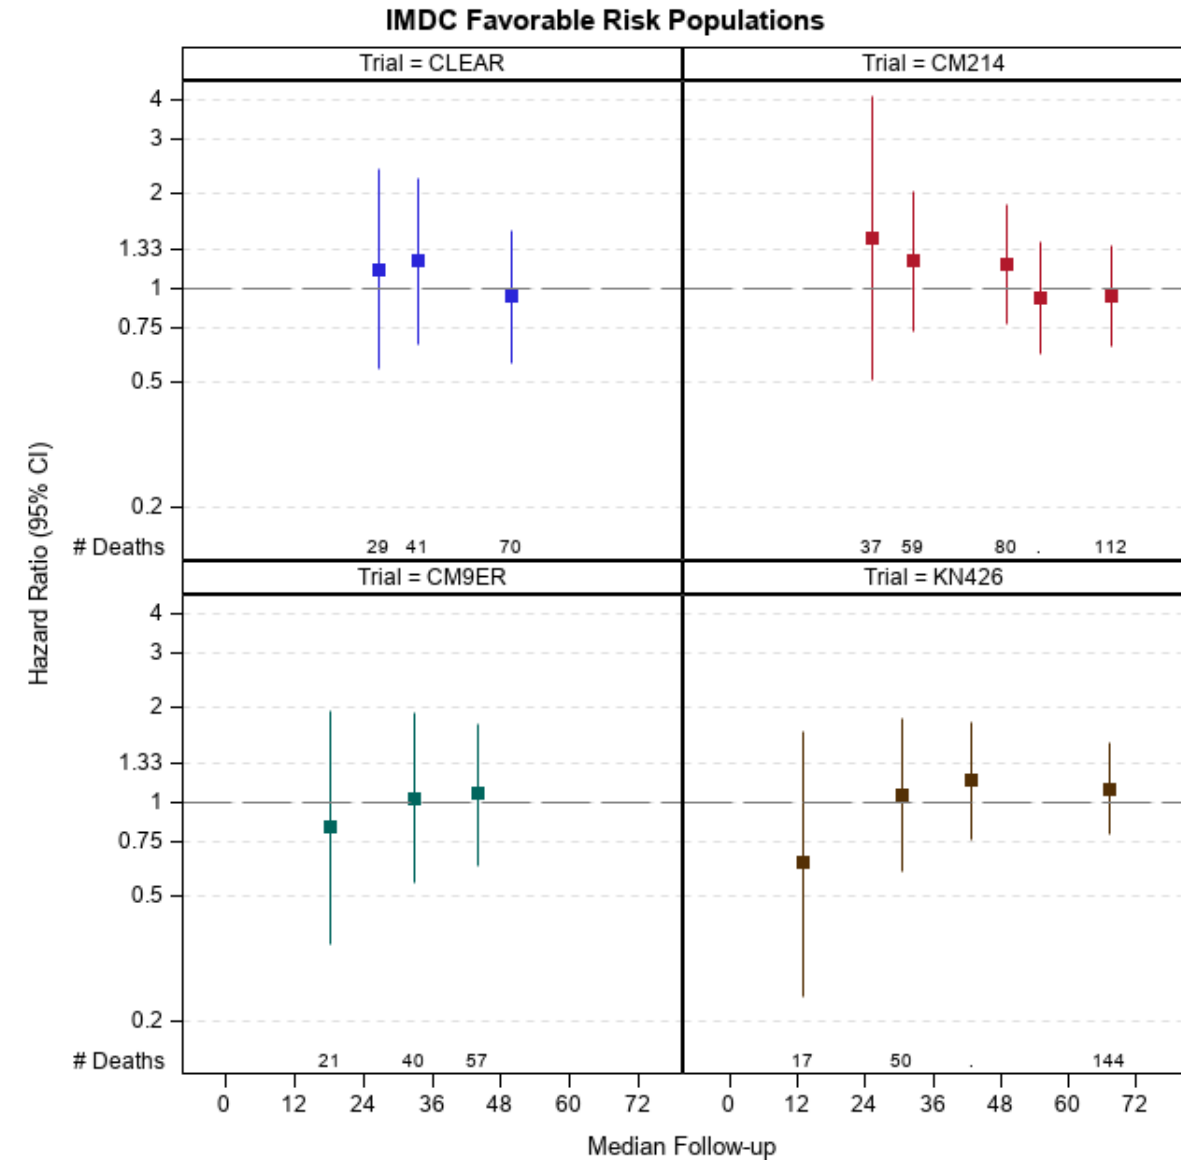 IMDC Favorable Risk Populations
Trial = CLEAR
Trial = CM214
4
3
2
1.33
1
0.75
0.5
0.2
# Deaths
29 41 70
37 59 80 . 112
Hazard Ratio (95% CI)
Trial = CM9ER
Trial = KN426
4
3
2
1.33
1
0.75
0.5
0.2
# Deaths
21 40 57
17 50 . 144
0 12 24 36 48 60 72
0 12 24 36 48 60 72
Median Follow-up